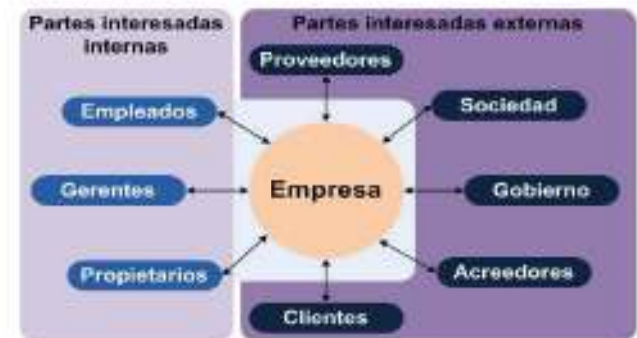 Partes interesadas
internas
Partes interesadas externas
Proveedores
Empleados
Sociedad
Gerentes
Empresa
Gobierno
Propietarios
Acreedores
Clientes